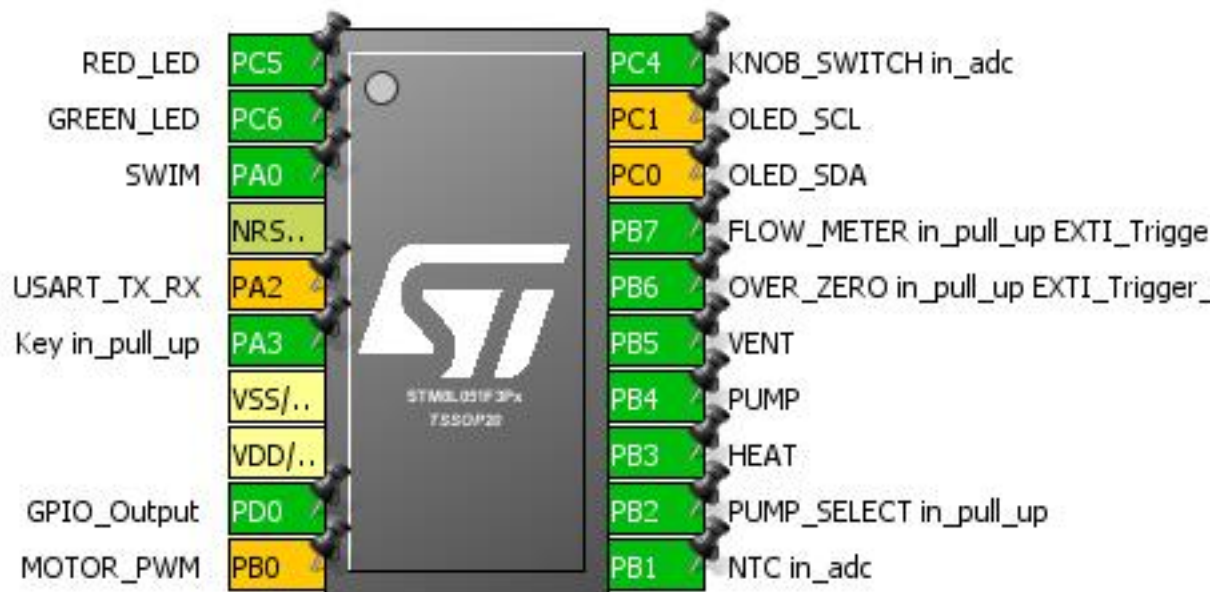 RED_LED PC5 PC4 KNOB_SWITCH in_adc
GREEN_LED PC6 PC1 OLED_SCL
SWIM PA0 PC0 OLED_SDA
NRS.. PB7 FLOW_METER in_pull_up EXTI_Trigge
USART_TX_RX PA2 PB6 OVER_ZERO in_pull_up EXTI_Trigger_
Key in_pull_up PA3 PB5 VENT
VSS/.. PB4 PUMP
STM8L051F3Px
TSSOP20
VDD/.. PB3 HEAT
GPIO_Output PD0 PB2 PUMP_SELECT in_pull_up
MOTOR_PWM PB0 PB1 NTC in_adc